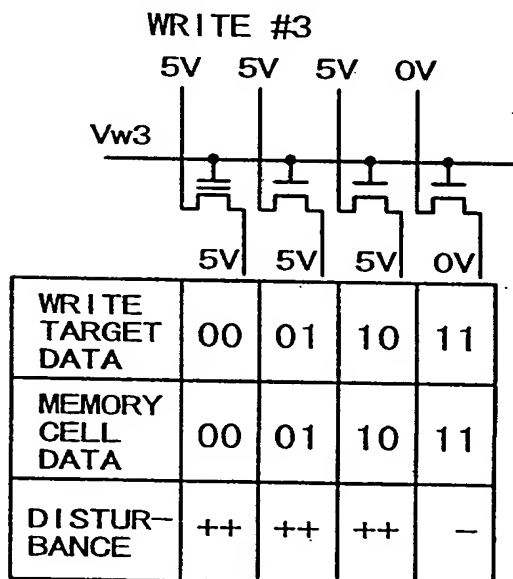 WRITE #3
5V 5V 5V 0V
Vw3
5V 5V 5V 0V
WRITE
TARGET
DATA
00 01 10 11
MEMORY
CELL
DATA
00 01 10 11
DISTUR-
BANCE
++ ++ ++ -